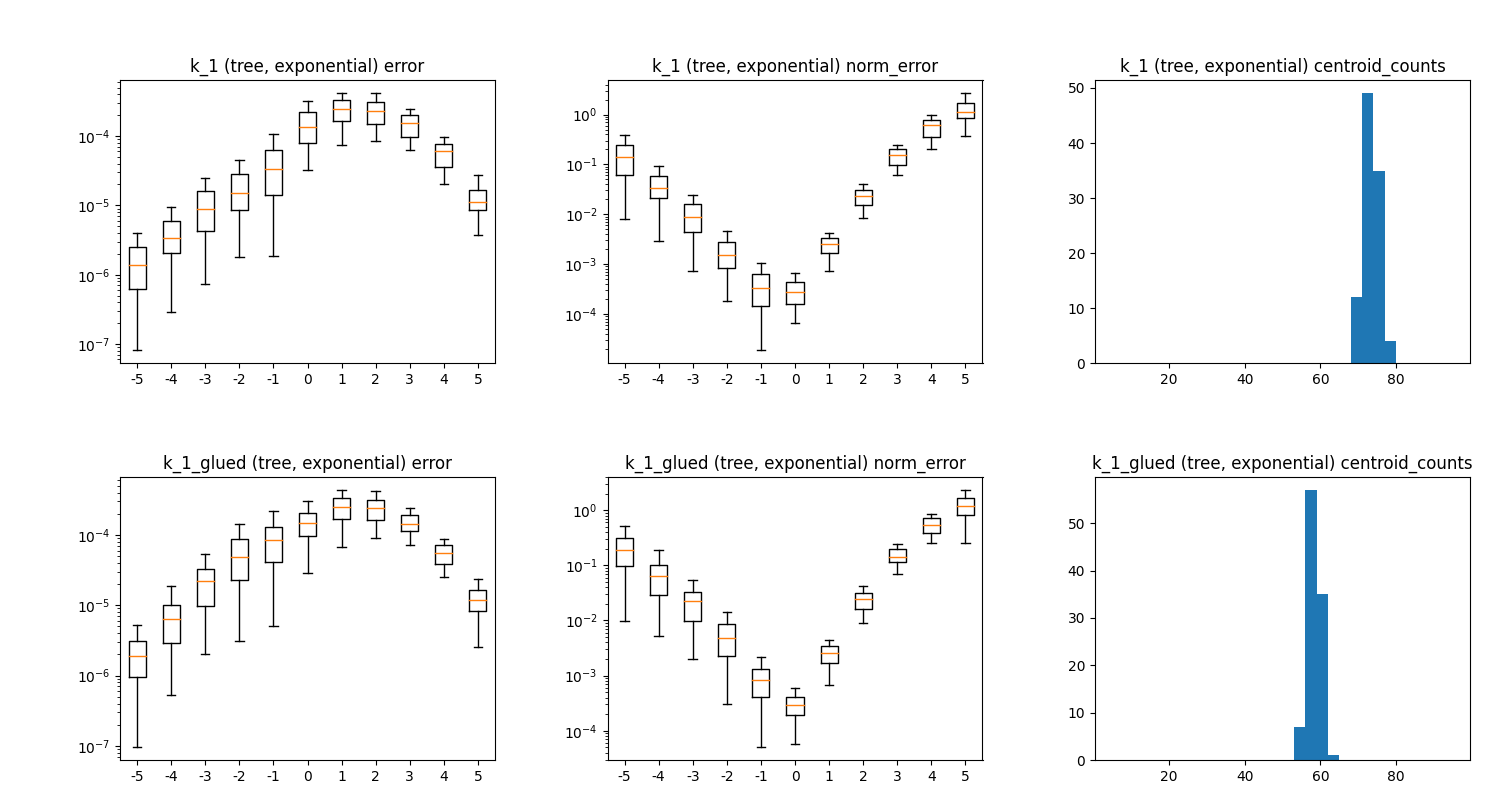 k_1 (tree, exponential) error
10⁻⁴
10⁻⁵
10⁻⁶
10⁻⁷
-5 -4 -3 -2 -1 0 1 2 3 4 5
k_1 (tree, exponential) norm_error
10⁰
10⁻¹
10⁻²
10⁻³
10⁻⁴
-5 -4 -3 -2 -1 0 1 2 3 4 5
k_1 (tree, exponential) centroid_counts
50
40
30
20
10
0
20 40 60 80
k_1_glued (tree, exponential) error
10⁻⁴
10⁻⁵
10⁻⁶
10⁻⁷
-5 -4 -3 -2 -1 0 1 2 3 4 5
k_1_glued (tree, exponential) norm_error
10⁰
10⁻¹
10⁻²
10⁻³
10⁻⁴
-5 -4 -3 -2 -1 0 1 2 3 4 5
k_1_glued (tree, exponential) centroid_counts
50
40
30
20
10
0
20 40 60 80